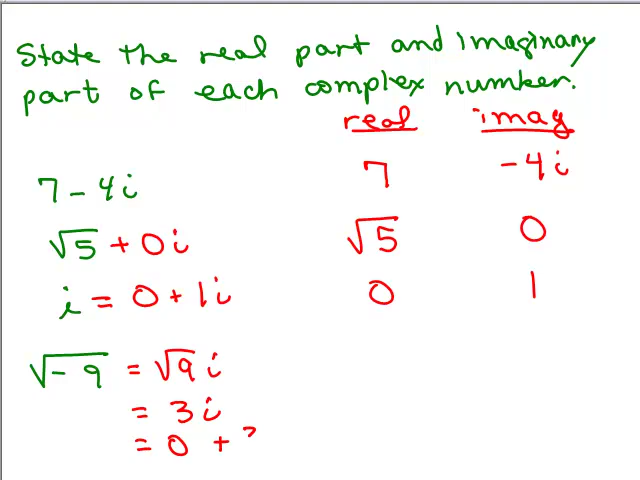 State the real part and imaginary
part of each complex number.
real imag
7 - 4i 7 -4i
√5 + 0i √5 0
i = 0 + 1i 0 1
√-9 = √9 i
= 3i
= 0 +